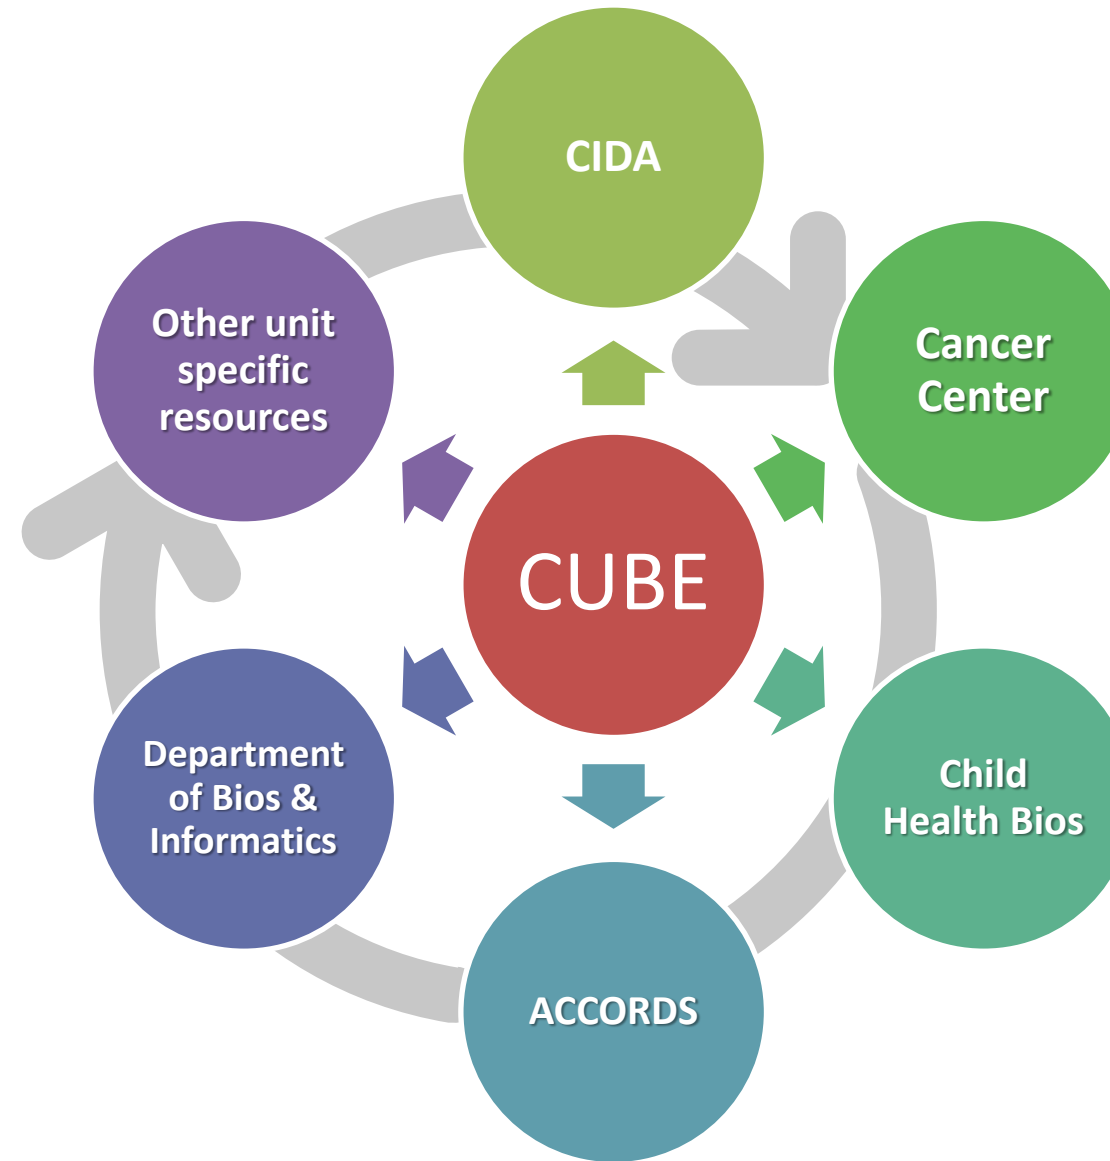 CIDA
Cancer
Center
Child
Health Bios
ACCORDS
Department
of Bios &
Informatics
Other unit
specific
resources
CUBE